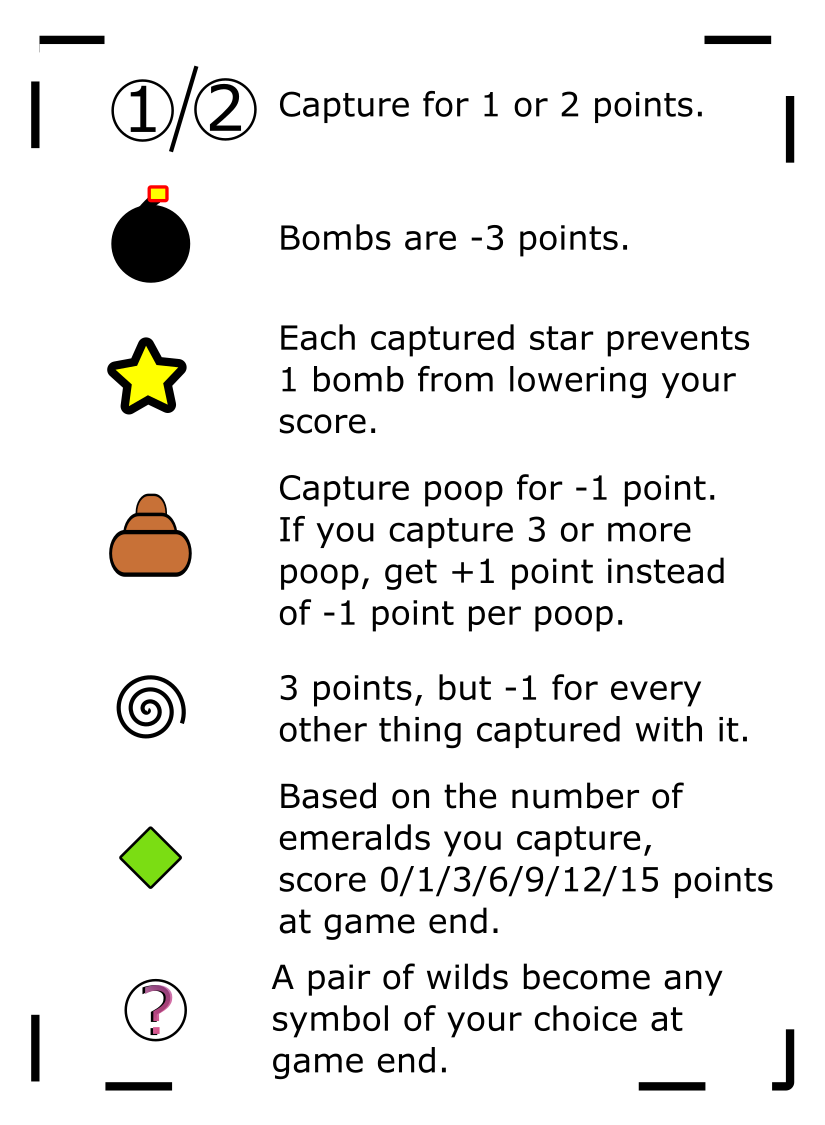 ①/② Capture for 1 or 2 points.
Bombs are -3 points.
Each captured star prevents
1 bomb from lowering your
score.
Capture poop for -1 point.
If you capture 3 or more
poop, get +1 point instead
of -1 point per poop.
3 points, but -1 for every
other thing captured with it.
Based on the number of
emeralds you capture,
score 0/1/3/6/9/12/15 points
at game end.
A pair of wilds become any
? symbol of your choice at
game end.